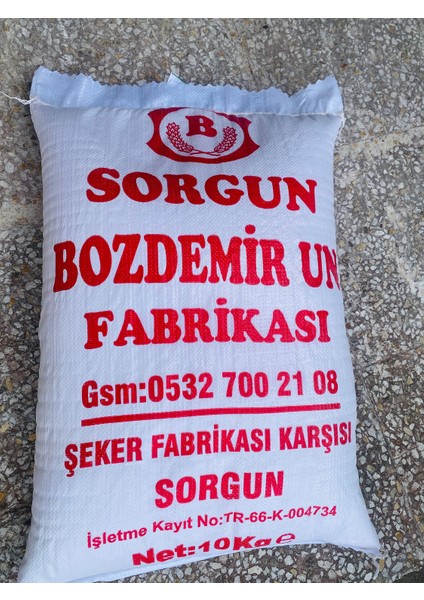 B
SORGUN
BOZDEMİR UN
FABRİKASI
Gsm:0532 700 21 08
ŞEKER FABRİKASI KARŞISI
SORGUN
İşletme Kayıt No:TR-66-K-004734
Net:10Kg e